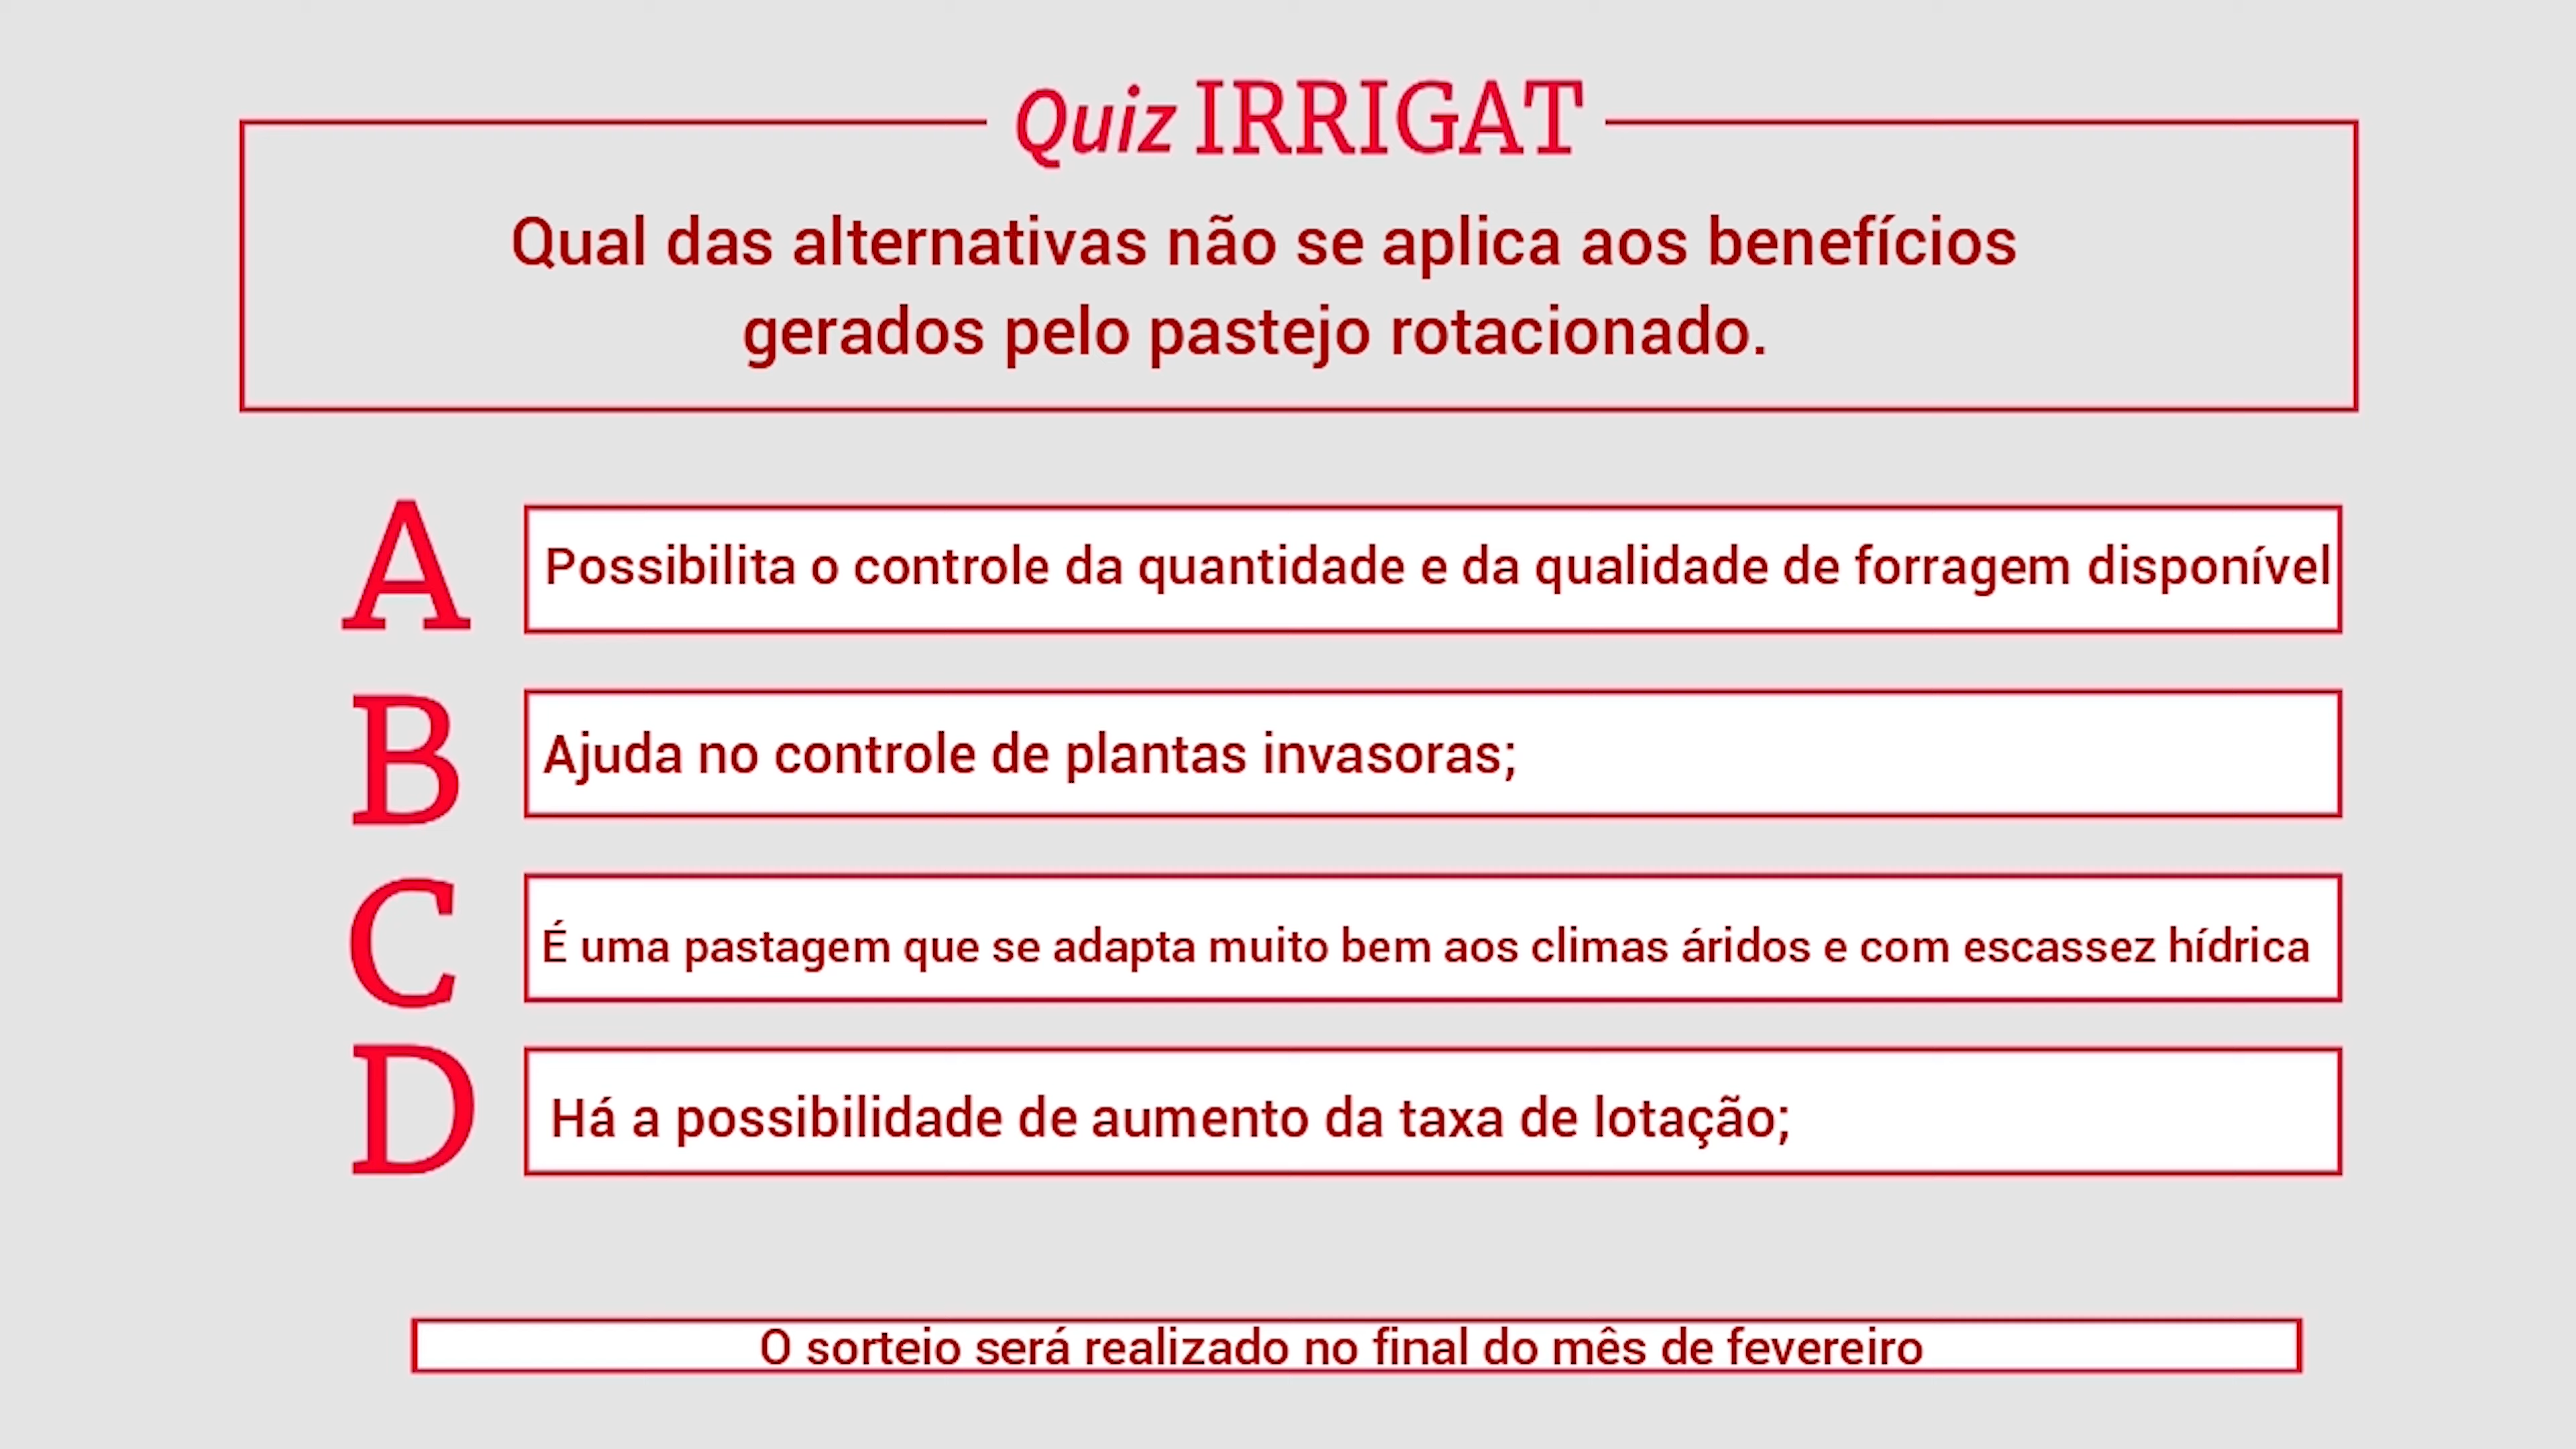 Quiz IRRIGAT
Qual das alternativas não se aplica aos benefícios
gerados pelo pastejo rotacionado.
A Possibilita o controle da quantidade e da qualidade de forragem disponível
B Ajuda no controle de plantas invasoras;
C É uma pastagem que se adapta muito bem aos climas áridos e com escassez hídrica
D Há a possibilidade de aumento da taxa de lotação;
O sorteio será realizado no final do mês de fevereiro